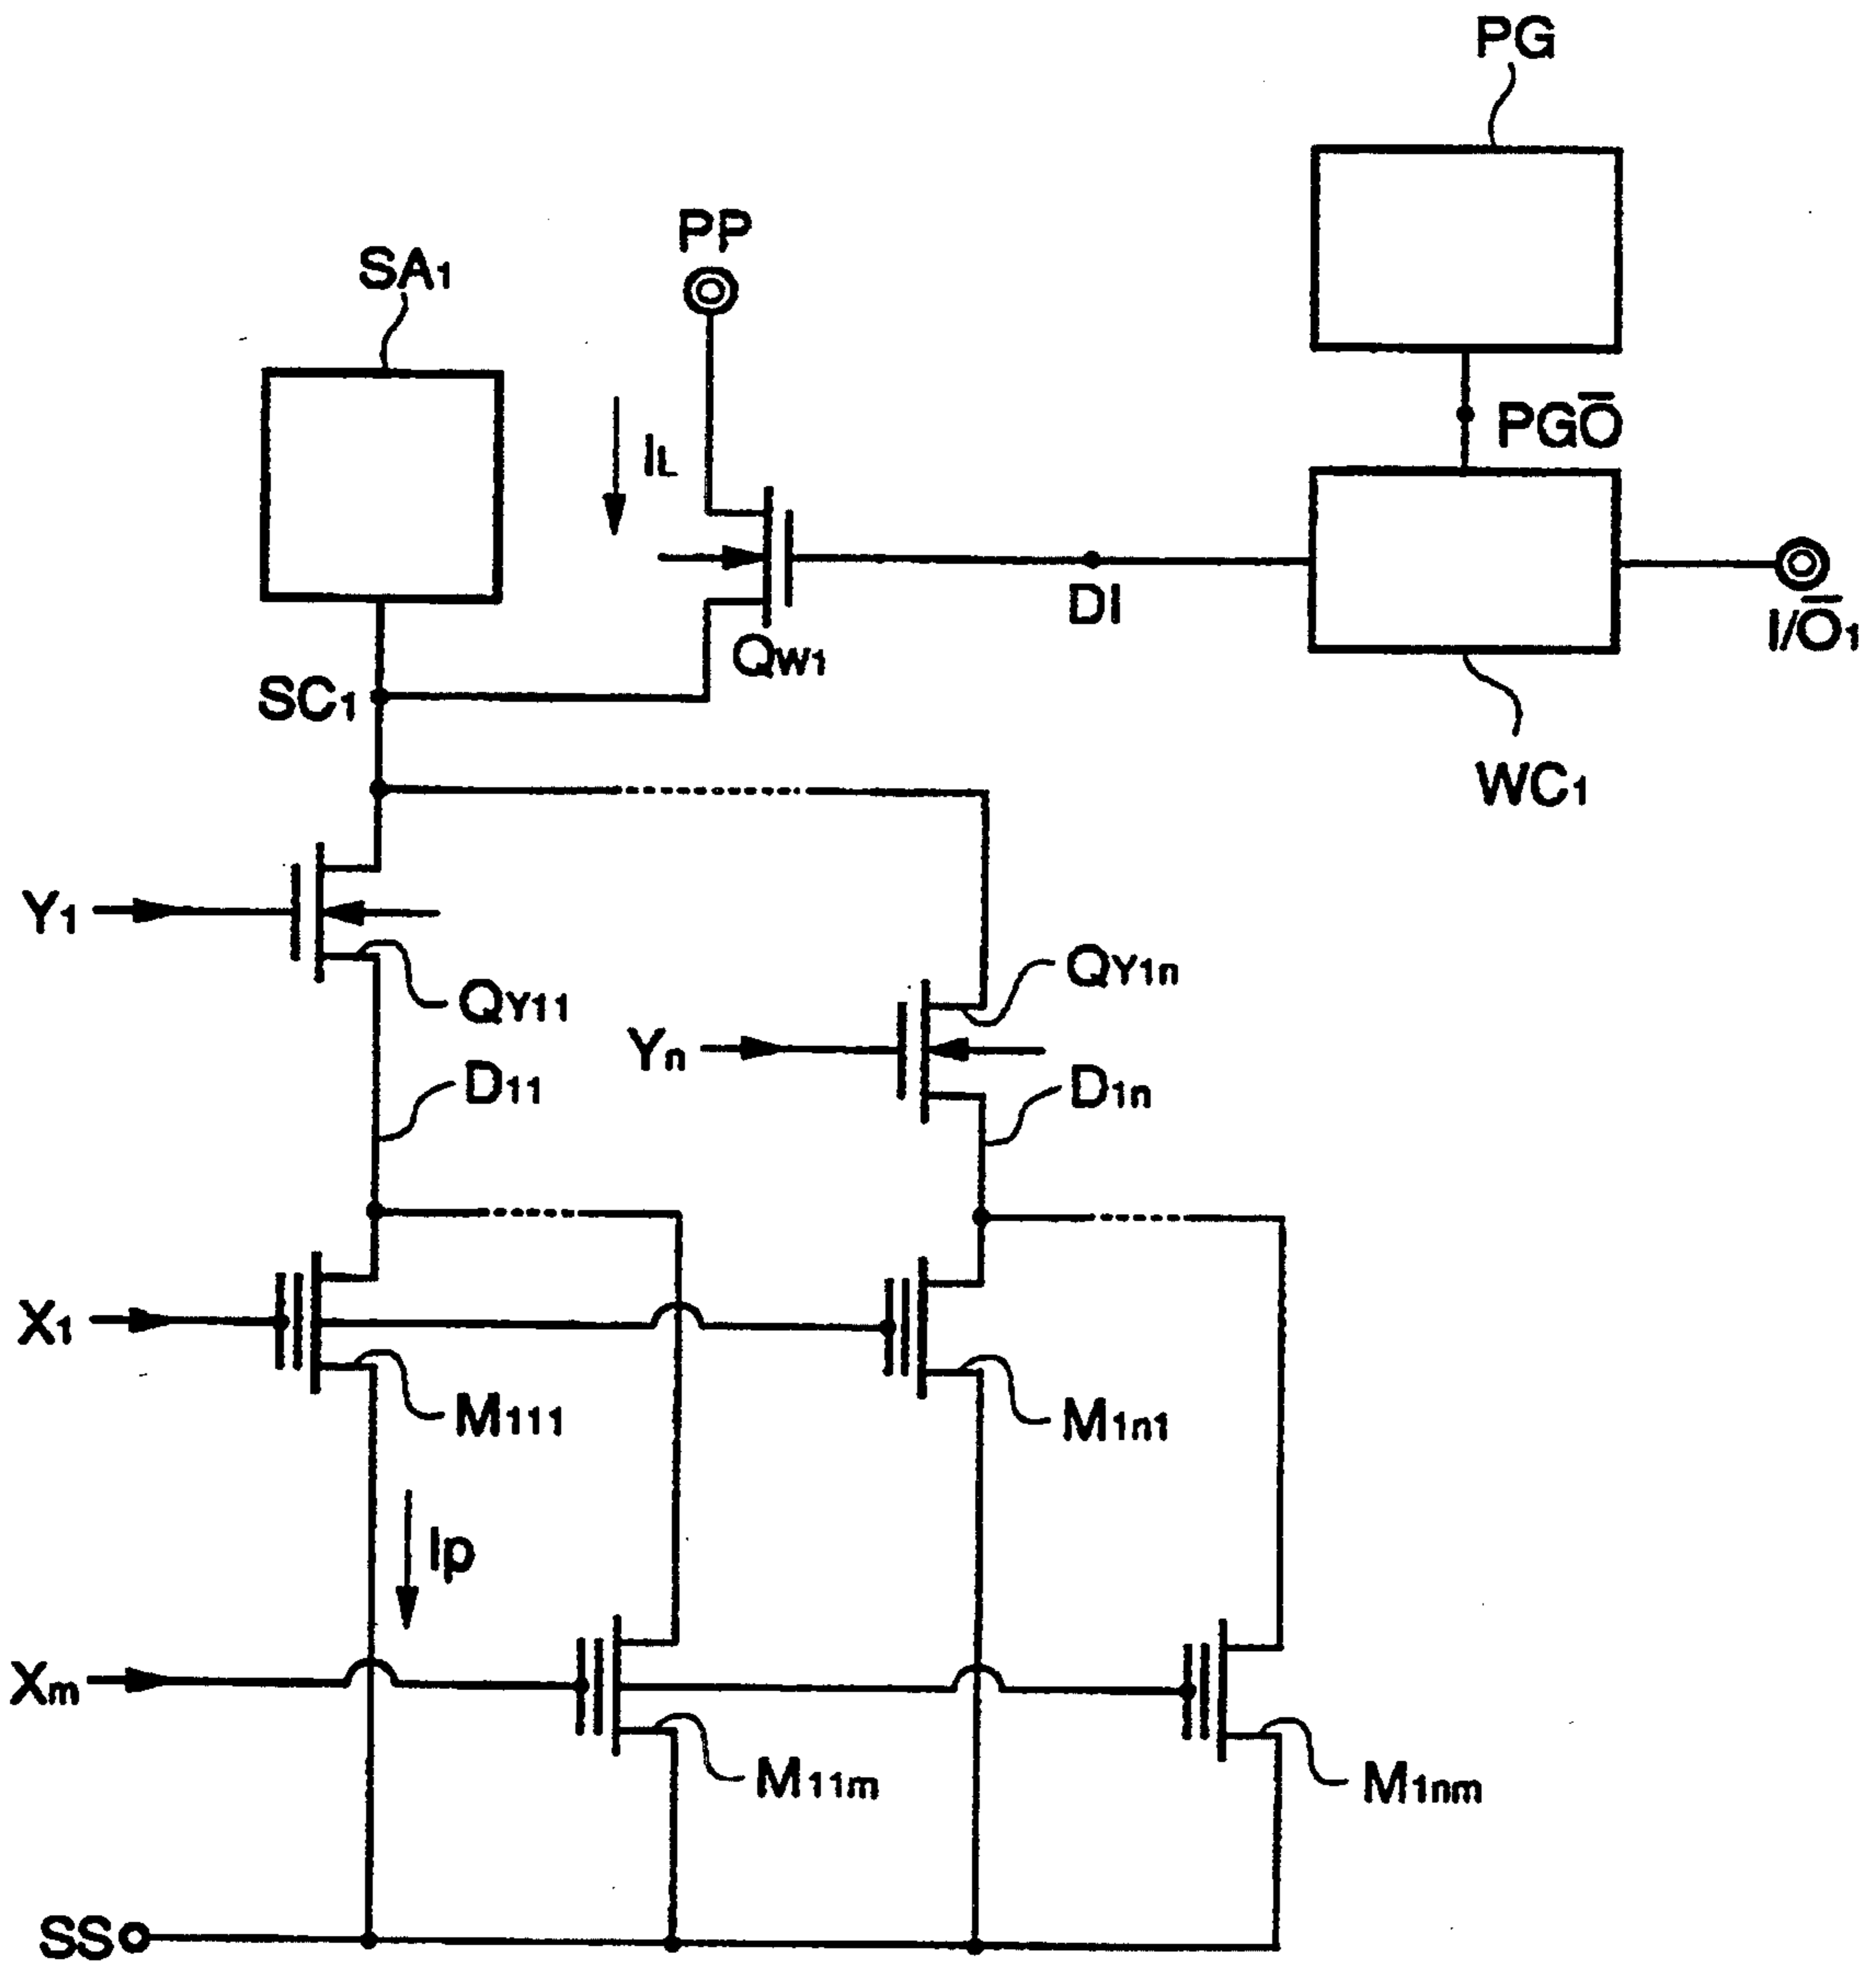 PG
PP
SA1
IL
PGO̅
DI
I/O̅1
QW1
SC1
WC1
Y1
QY11
QY1n
Yn
D11
D1n
X1
M111
M1n1
Ip
Xm
M11m
M1nm
SS